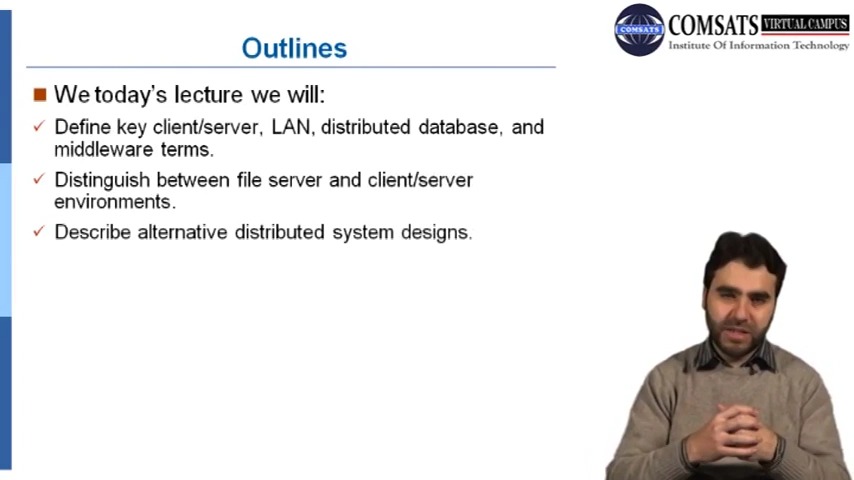 Outlines
COMSATS VIRTUAL CAMPUS
COMSATS
Institute Of Information Technology
We today's lecture we will:
Define key client/server, LAN, distributed database, and
middleware terms.
Distinguish between file server and client/server
environments.
Describe alternative distributed system designs.